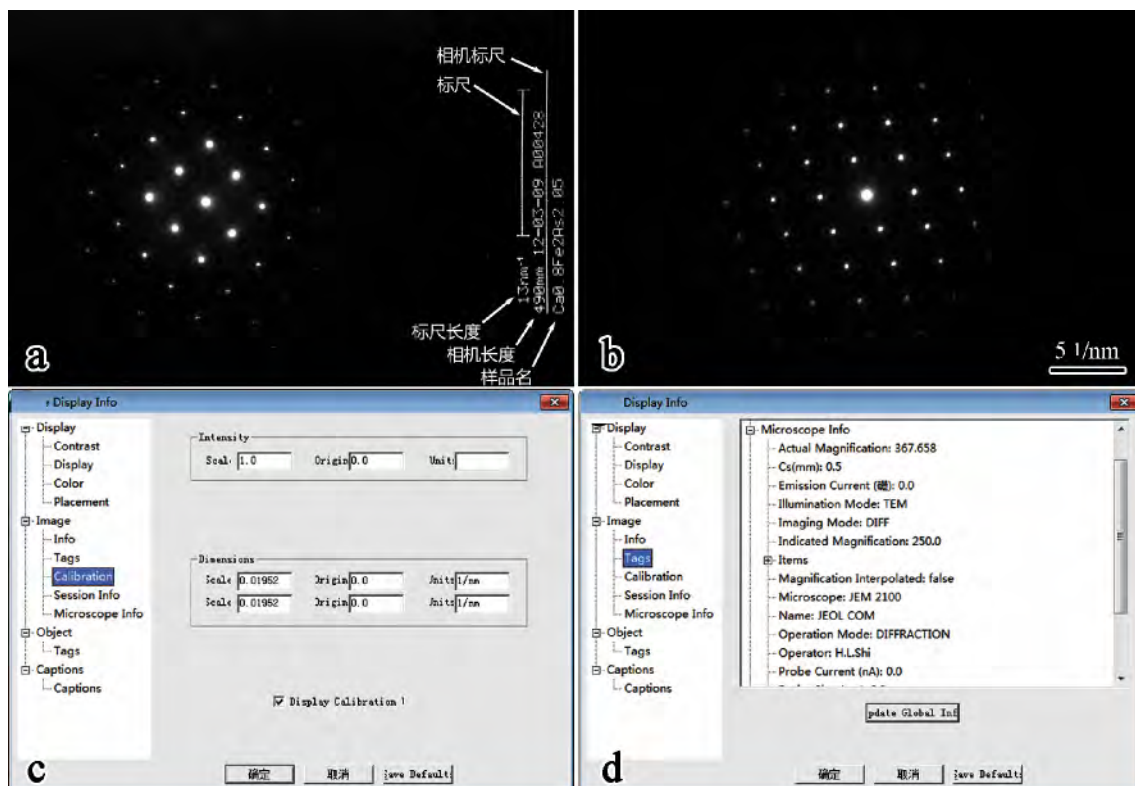 相机标尺
标尺
13nm⁻¹
490mm 12-03-09 A00428
Ca0.8Fe2As2.05
标尺长度
相机长度
样品名
a
5 1/nm
b
Display Info
Display
Contrast
Display
Color
Placement
Image
Info
Tags
Calibration
Session Info
Microscope Info
Object
Tags
Captions
Captions
Intensity
Scal 1.0 Origin 0.0 Unit:
Dimensions
Scale 0.01952 Origin 0.0 Units 1/nm
Scale 0.01952 Origin 0.0 Units 1/nm
Display Calibration
确定 取消 ave Default:
c
Display Info
Display
Contrast
Display
Color
Placement
Image
Info
Tags
Calibration
Session Info
Microscope Info
Object
Tags
Captions
Captions
Microscope Info
Actual Magnification: 367.658
Cs(mm): 0.5
Emission Current (礎): 0.0
Illumination Mode: TEM
Imaging Mode: DIFF
Indicated Magnification: 250.0
Items
Magnification Interpolated: false
Microscope: JEM 2100
Name: JEOL COM
Operation Mode: DIFFRACTION
Operator: H.L.Shi
Probe Current (nA): 0.0
pdate Global Inf
确定 取消 ave Default:
d